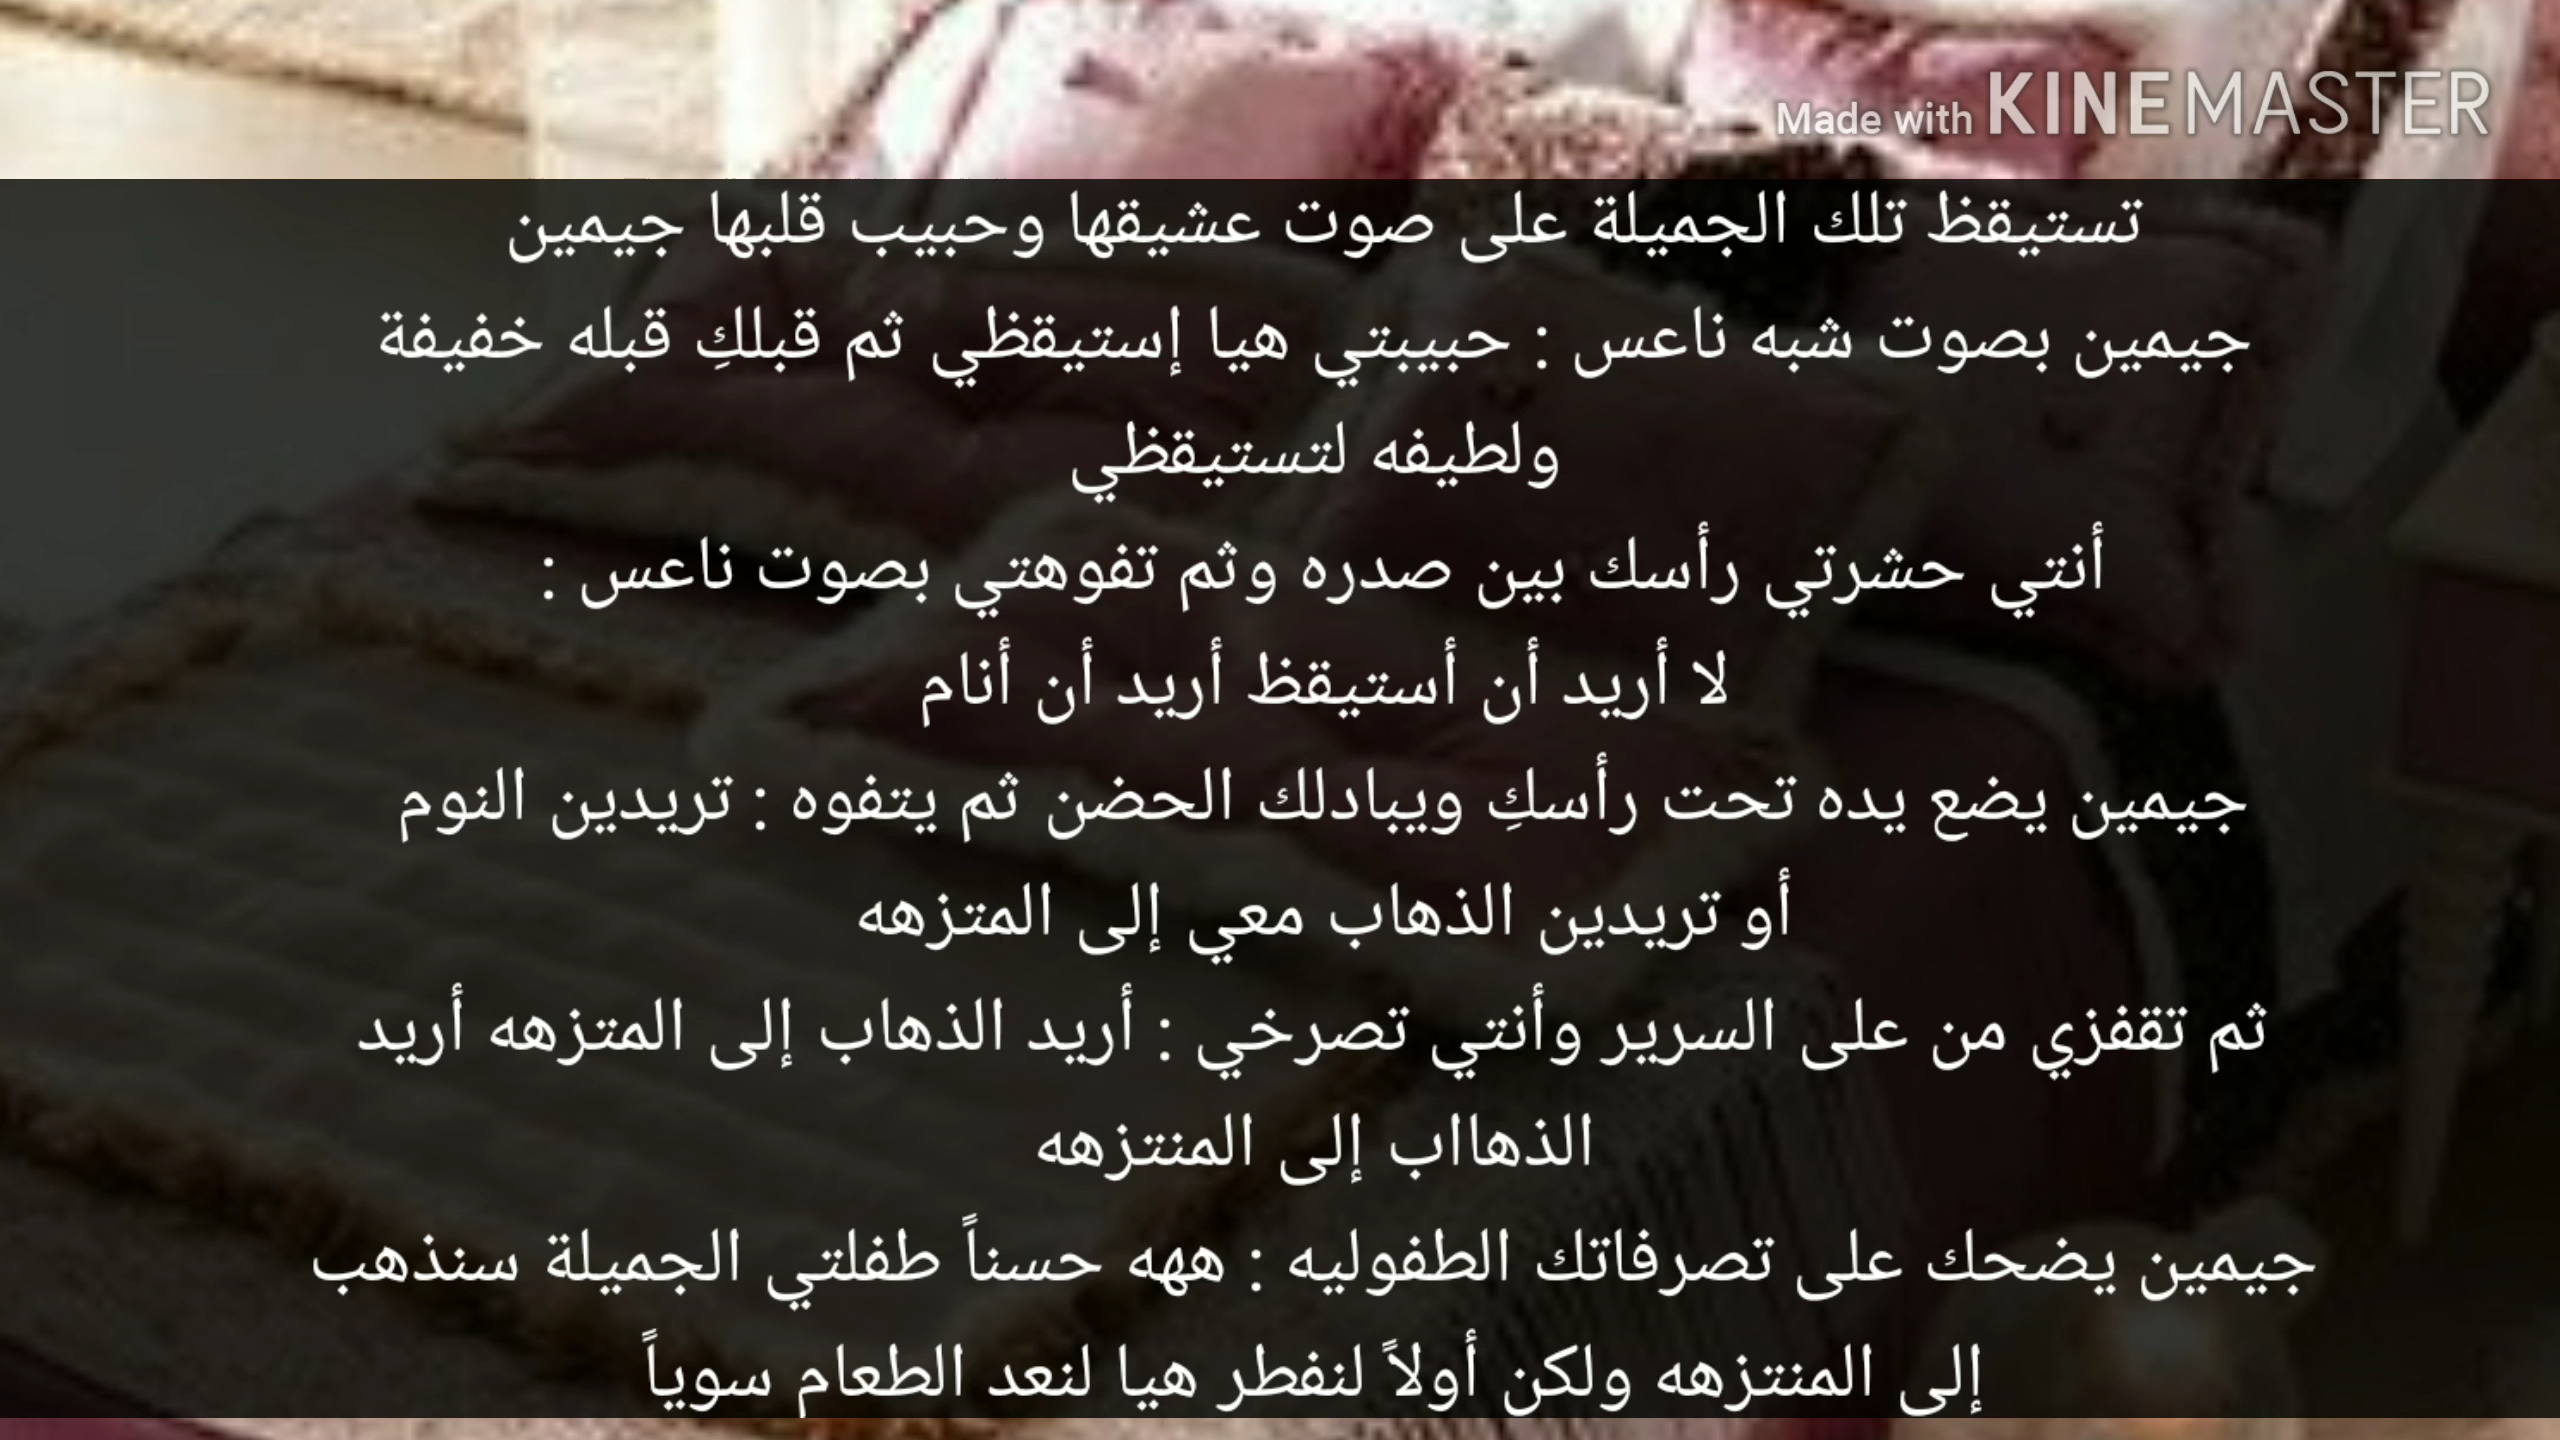 Made with KINEMASTER
تستيقظ تلك الجميلة على صوت عشيقها وحبيب قلبها جيمين
جيمين بصوت شبه ناعس : حبيبتي هيا إستيقظي ثم قبلكِ قبله خفيفة
ولطيفه لتستيقظي
أنتي حشرتي رأسك بين صدره وثم تفوهتي بصوت ناعس :
لا أريد أن أستيقظ أريد أن أنام
جيمين يضع يده تحت رأسكِ ويبادلك الحضن ثم يتفوه : تريدين النوم
أو تريدين الذهاب معي إلى المتزهه
ثم تقفزي من على السرير وأنتي تصرخي : أريد الذهاب إلى المتزهه أريد
الذهااب إلى المنتزهه
جيمين يضحك على تصرفاتك الطفوليه : ههه حسناً طفلتي الجميلة سنذهب
إلى المنتزهه ولكن أولاً لنفطر هيا لنعد الطعام سوياً